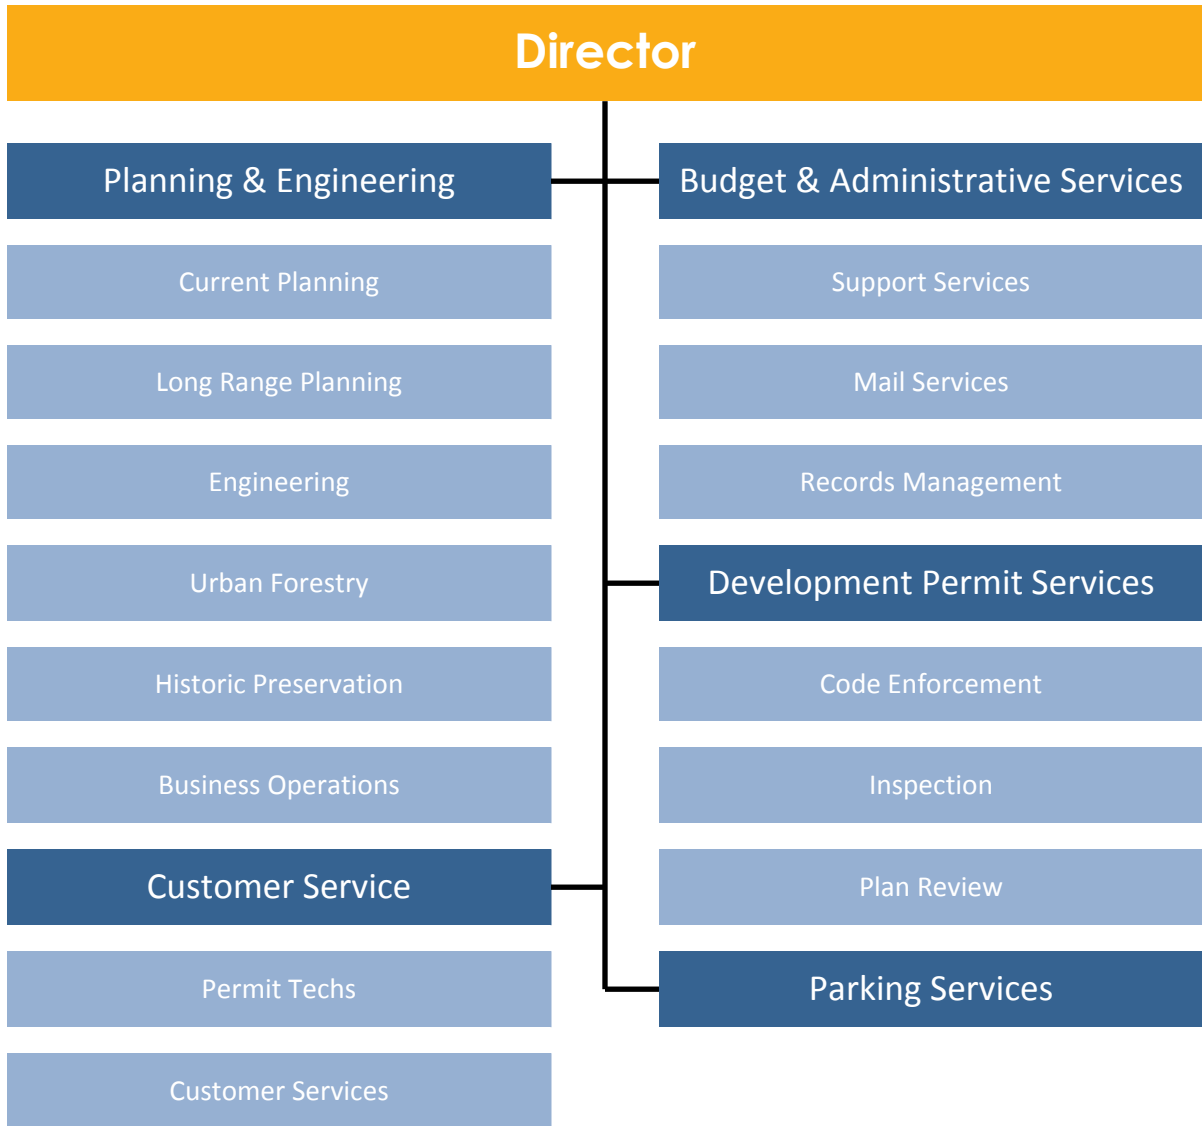 Director
Planning & Engineering
Current Planning
Long Range Planning
Engineering
Urban Forestry
Historic Preservation
Business Operations
Customer Service
Permit Techs
Customer Services
Budget & Administrative Services
Support Services
Mail Services
Records Management
Development Permit Services
Code Enforcement
Inspection
Plan Review
Parking Services